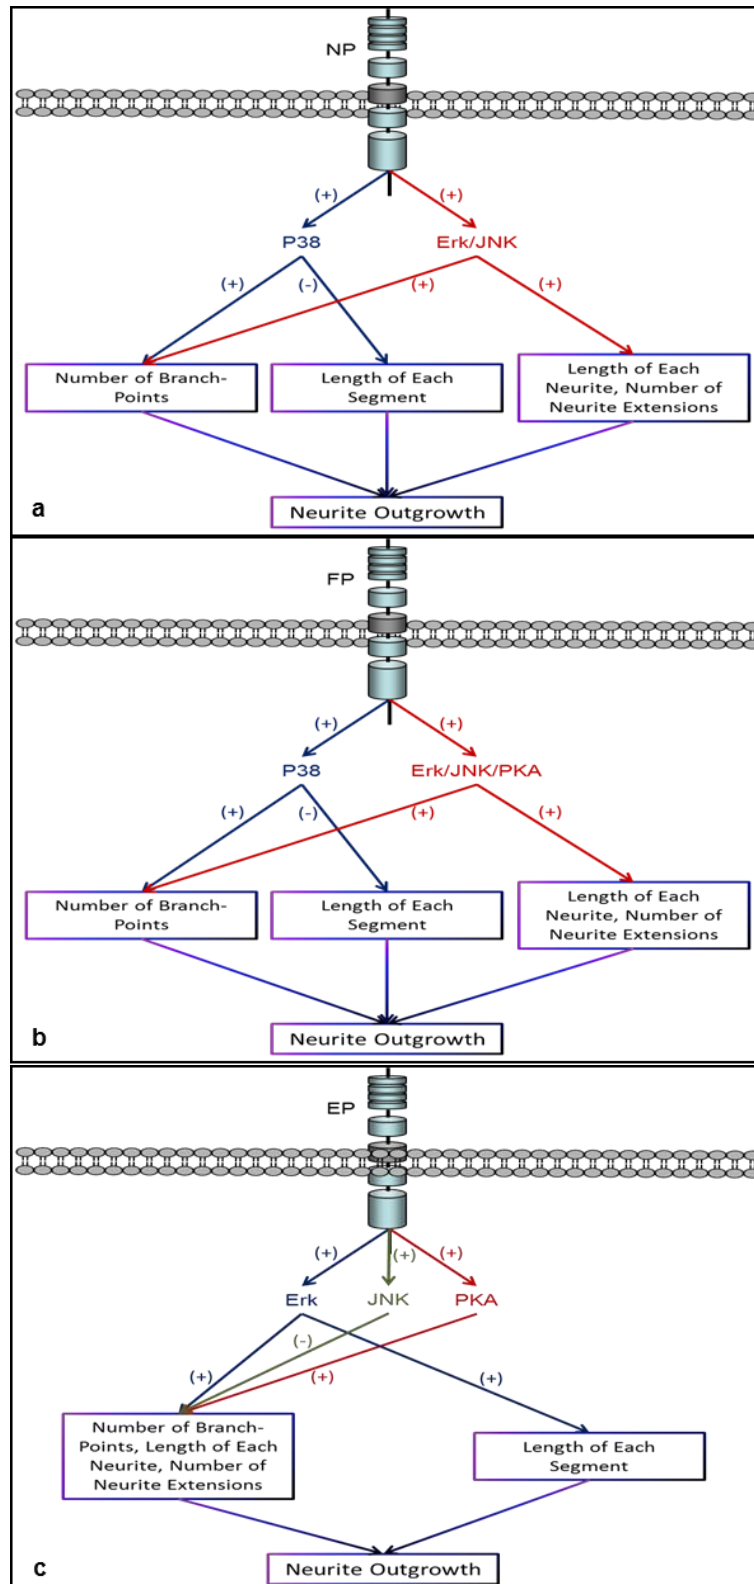 NP
(+)
(+)
P38
Erk/JNK
(+)
(-)
(+)
(+)
Number of Branch-
Points
Length of Each
Segment
Length of Each
Neurite, Number of
Neurite Extensions
a
Neurite Outgrowth
FP
(+)
(+)
P38
Erk/JNK/PKA
(+)
(-)
(+)
(+)
Number of Branch-
Points
Length of Each
Segment
Length of Each
Neurite, Number of
Neurite Extensions
b
Neurite Outgrowth
EP
(+)
(+)
(+)
Erk
JNK
PKA
(+)
(-)
(+)
(+)
Number of Branch-
Points, Length of Each
Neurite, Number of
Neurite Extensions
Length of Each
Segment
c
Neurite Outgrowth